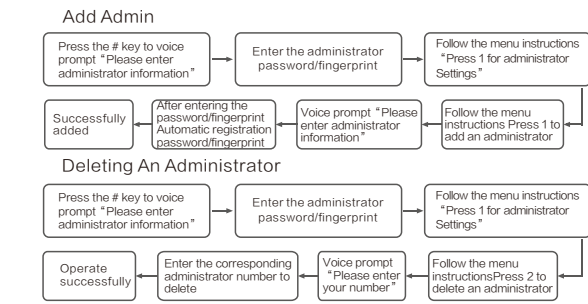 Add Admin
Press the # key to voice
prompt “Please enter
administrator information”
Enter the administrator
password/fingerprint
Follow the menu instructions
“Press 1 for administrator
Settings”
Follow the menu
instructions Press 1 to
add an administrator
Voice prompt “Please
enter administrator
information”
After entering the
password/fingerprint
Automatic registration
password/fingerprint
Successfully
added
Deleting An Administrator
Press the # key to voice
prompt “Please enter
administrator information”
Enter the administrator
password/fingerprint
Follow the menu instructions
“Press 1 for administrator
Settings”
Follow the menu
instructionsPress 2 to
delete an administrator
Voice prompt
“Please enter
your number”
Enter the corresponding
administrator number to
delete
Operate
successfully